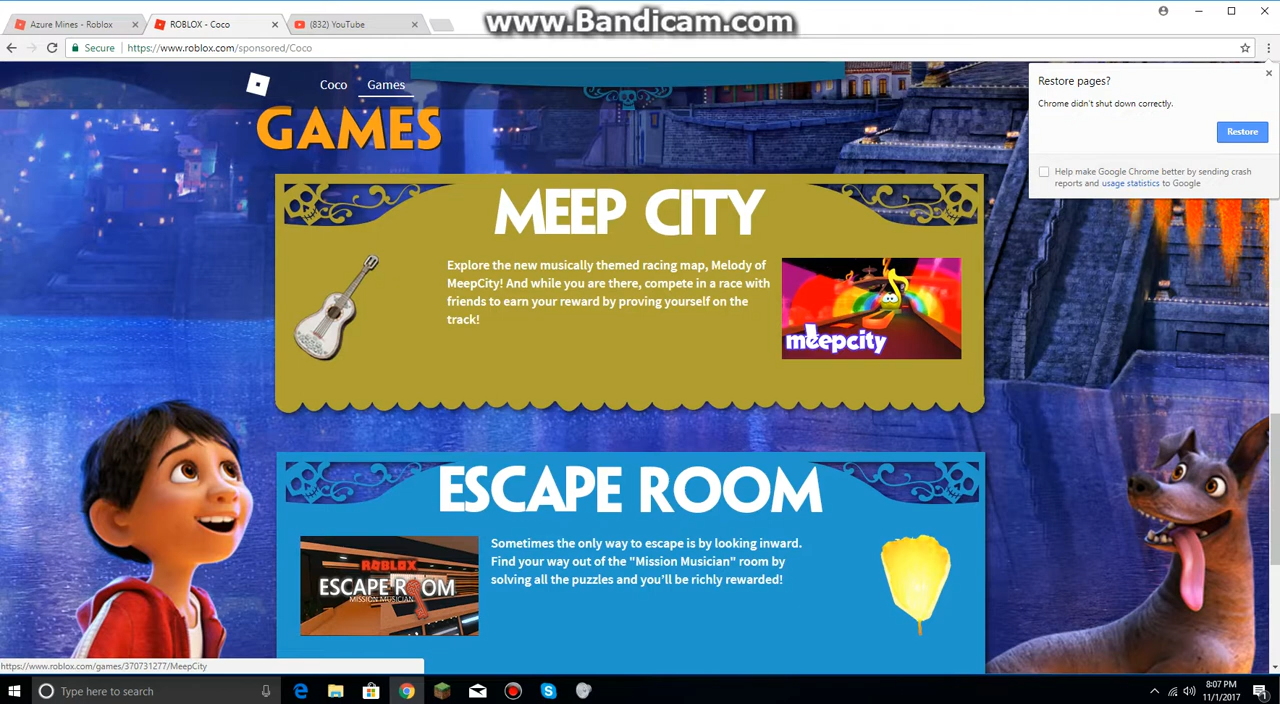 www.Bandicam.com
Azure Mines - Roblox
ROBLOX - Coco
(832) YouTube
Secure
https://www.roblox.com/sponsored/Coco
Coco
Games
GAMES
Restore pages?
Chrome didn't shut down correctly.
Restore
Help make Google Chrome better by sending crash
reports and usage statistics to Google
MEEP CITY
Explore the new musically themed racing map, Melody of
MeepCity! And while you are there, compete in a race with
friends to earn your reward by proving yourself on the
track!
meepcity
ESCAPE ROOM
Sometimes the only way to escape is by looking inward.
Find your way out of the "Mission Musician" room by
solving all the puzzles and you'll be richly rewarded!
ROBLOX
ESCAPE ROOM
MISSION MUSICIAN
https://www.roblox.com/games/370731277/MeepCity
Type here to search
8:07 PM
11/1/2017
1